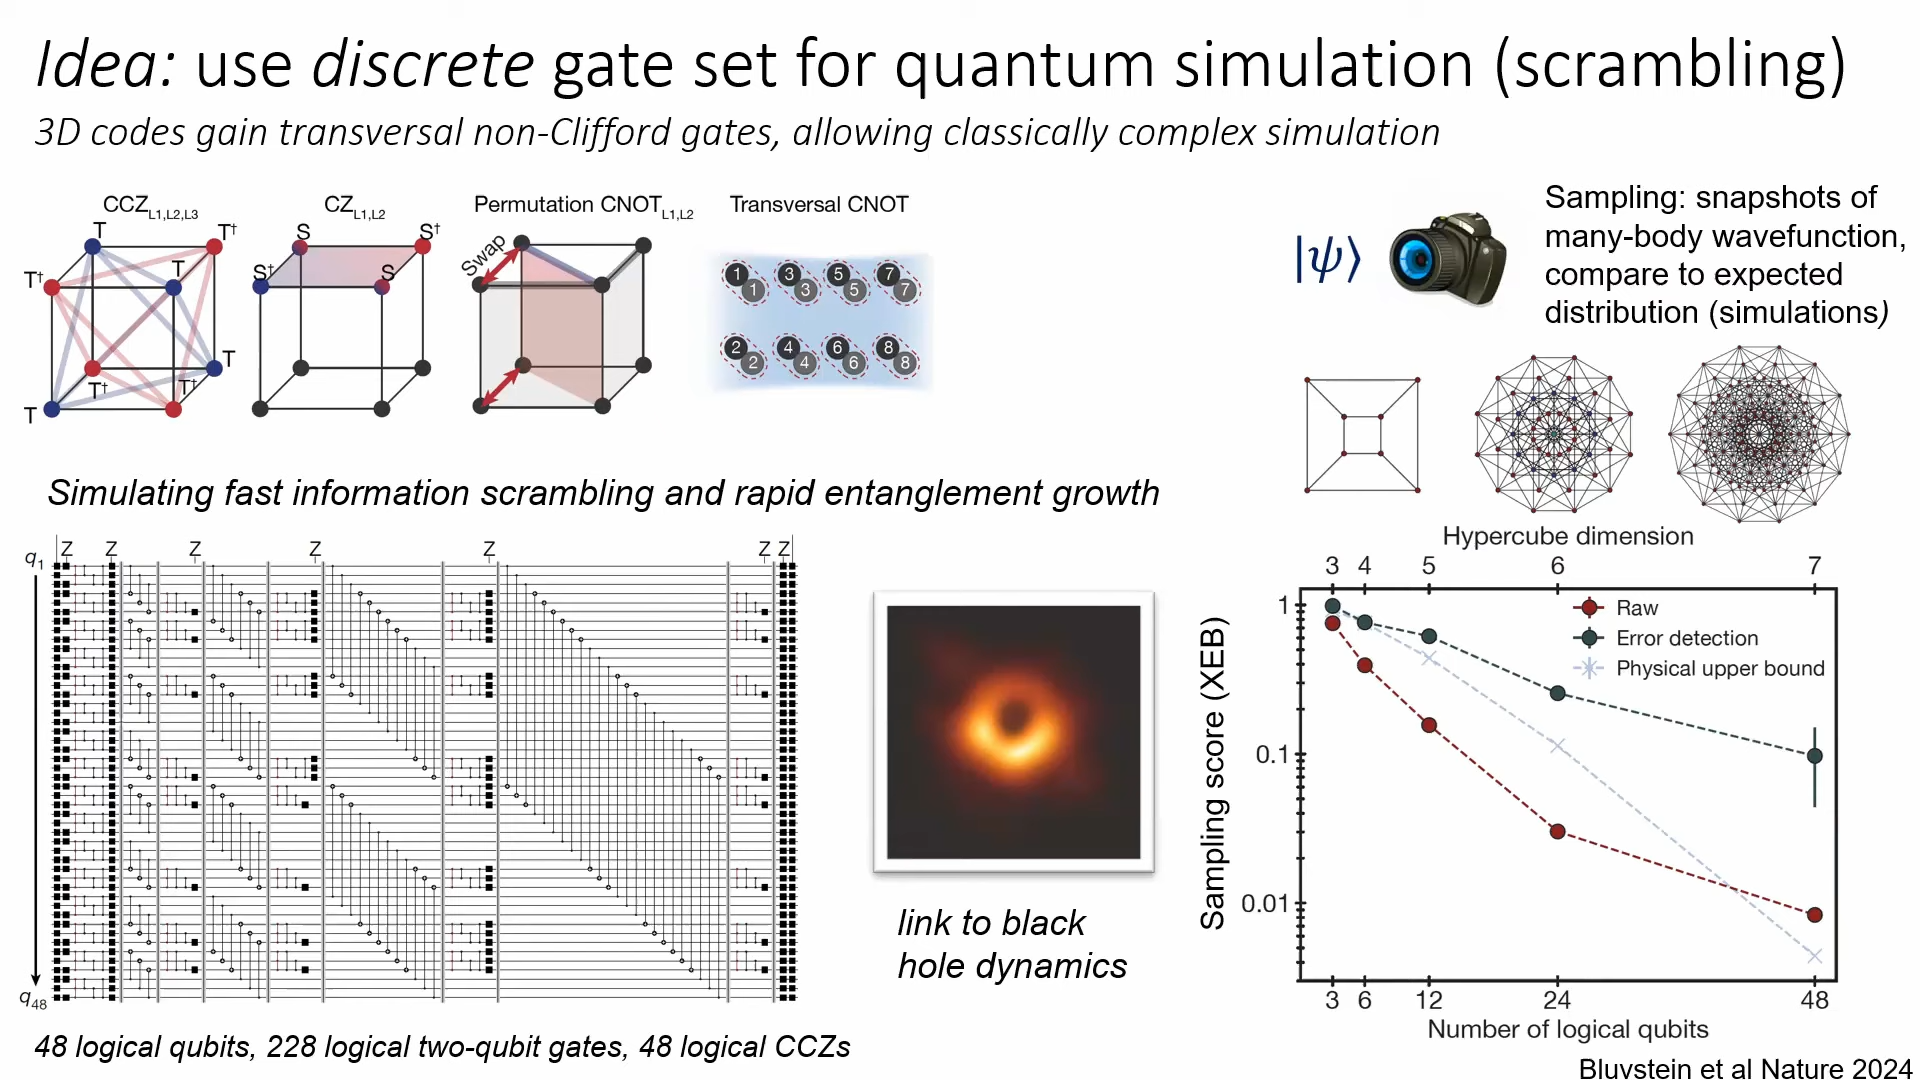 Idea: use discrete gate set for quantum simulation (scrambling)
3D codes gain transversal non-Clifford gates, allowing classically complex simulation
CCZL1,L2,L3
T
T†
T†
T
T†
T
T
T†
CZL1,L2
S
S†
S†
S
Permutation CNOTL1,L2
Swap
Transversal CNOT
1 3 5 7
1 3 5 7
2 4 6 8
2 4 6 8
|ψ⟩
Sampling: snapshots of
many-body wavefunction,
compare to expected
distribution (simulations)
Simulating fast information scrambling and rapid entanglement growth
Z Z Z Z Z Z Z
q1
q48
48 logical qubits, 228 logical two-qubit gates, 48 logical CCZs
link to black
hole dynamics
Hypercube dimension
3 4 5 6 7
Sampling score (XEB)
1
0.1
0.01
Raw
Error detection
Physical upper bound
3 6 12 24 48
Number of logical qubits
Bluvstein et al Nature 2024